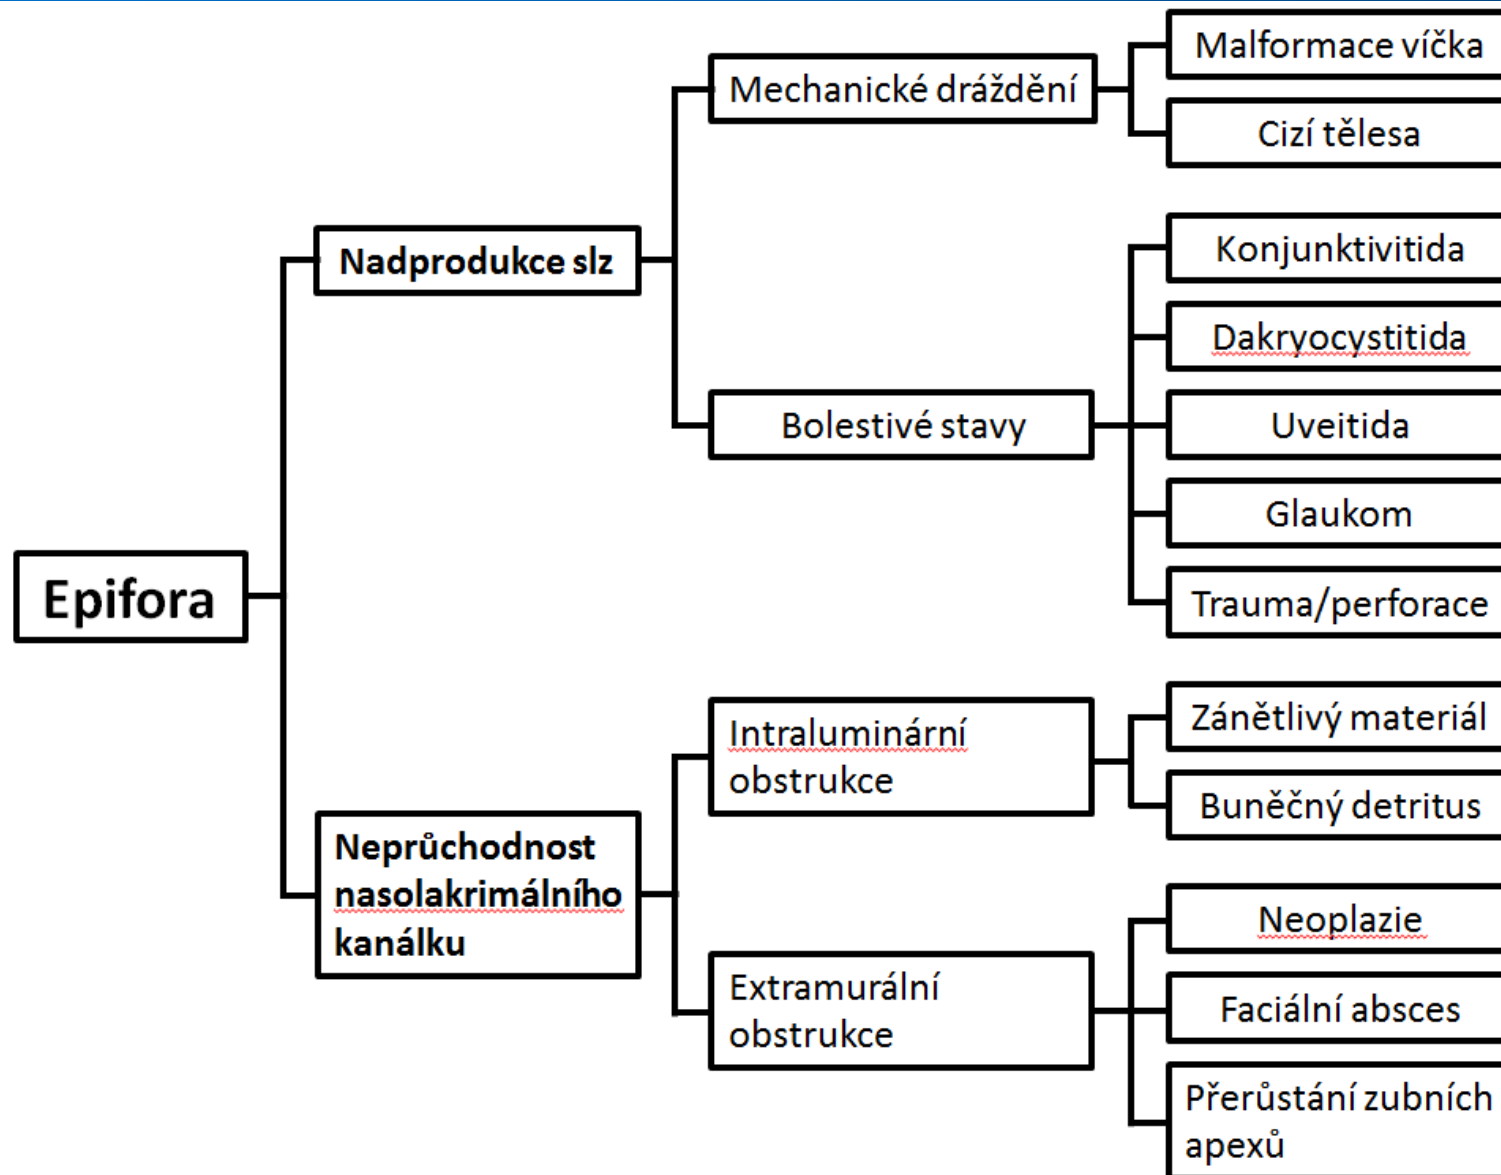 Epifora
Nadprodukce slz
Mechanické dráždění
Malformace víčka
Cizí tělesa
Bolestivé stavy
Konjunktivitida
Dakryocystitida
Uveitida
Glaukom
Trauma/perforace
Neprůchodnost
nasolakrimálního
kanálku
Intraluminární
obstrukce
Zánětlivý materiál
Buněčný detritus
Extramurální
obstrukce
Neoplazie
Faciální absces
Přerůstání zubních
apexů